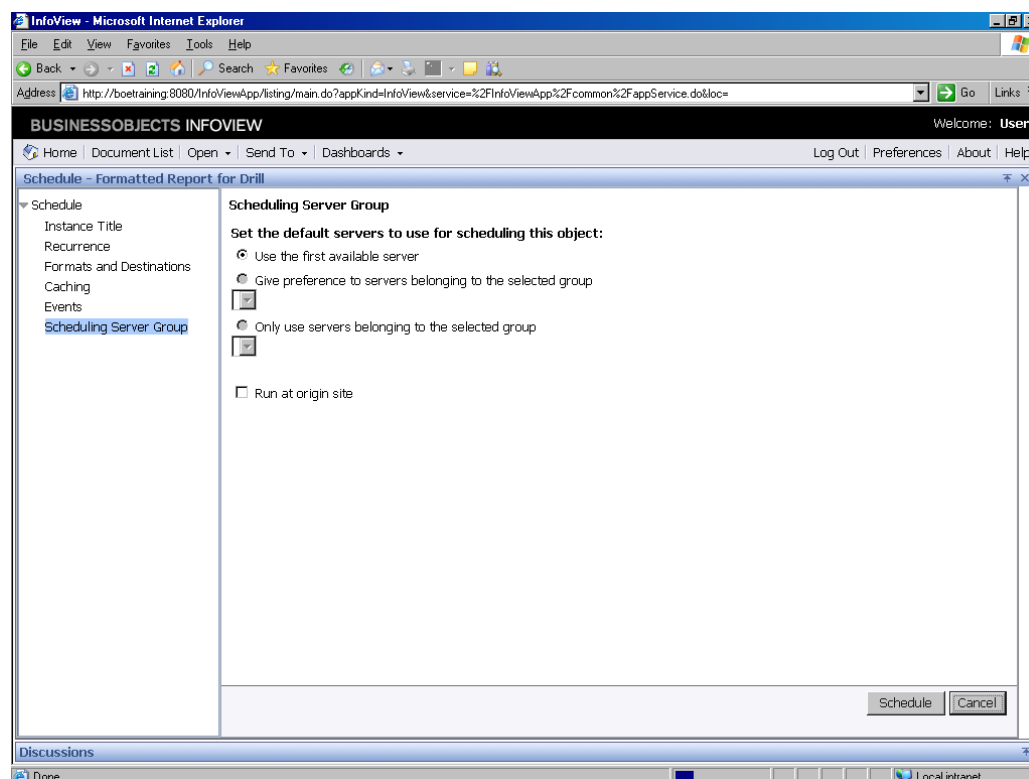 InfoView - Microsoft Internet Explorer
File Edit View Favorites Tools Help
Back Search Favorites
Address http://boetraining:8080/InfoViewApp/listing/main.do?appKind=InfoView&service=%2FInfoViewApp%2Fcommon%2FappService.do&loc= Go Links
BUSINESSOBJECTS INFOVIEW Welcome: User
Home Document List Open Send To Dashboards Log Out Preferences About Help
Schedule - Formatted Report for Drill
Schedule
Instance Title
Recurrence
Formats and Destinations
Caching
Events
Scheduling Server Group
Scheduling Server Group
Set the default servers to use for scheduling this object:
Use the first available server
Give preference to servers belonging to the selected group
Only use servers belonging to the selected group
Run at origin site
Schedule Cancel
Discussions
Done Local intranet